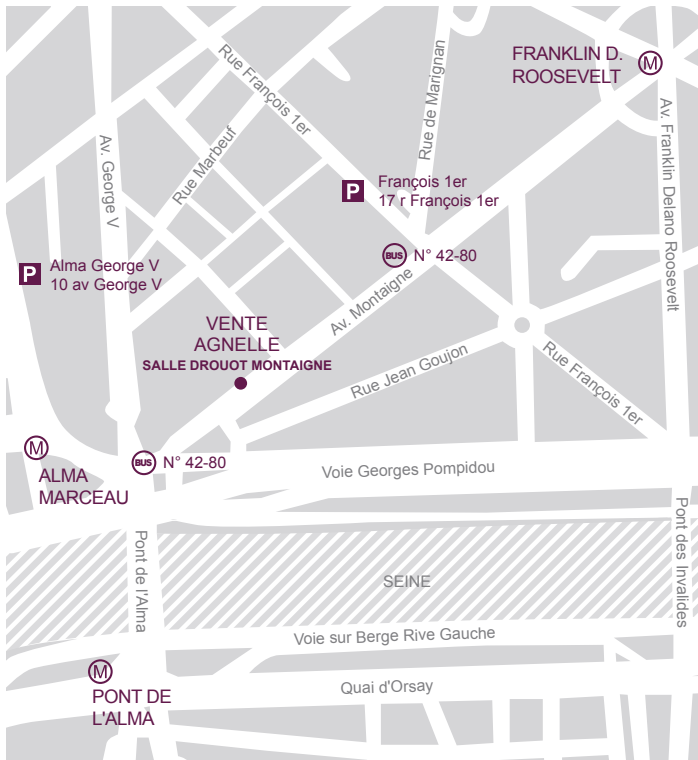 FRANKLIN D.
ROOSEVELT
M
Rue François 1er
Rue de Marignan
Av. George V
Rue Marbeuf
Av. Franklin Delano Roosevelt
P
François 1er
17 r François 1er
BUS N° 42-80
P
Alma George V
10 av George V
Av. Montaigne
VENTE
AGNELLE
SALLE DROUOT MONTAIGNE
Rue Jean Goujon
Rue François 1er
M
ALMA
MARCEAU
BUS N° 42-80
Voie Georges Pompidou
Pont de l'Alma
Pont des Invalides
SEINE
Voie sur Berge Rive Gauche
M
PONT DE
L'ALMA
Quai d'Orsay